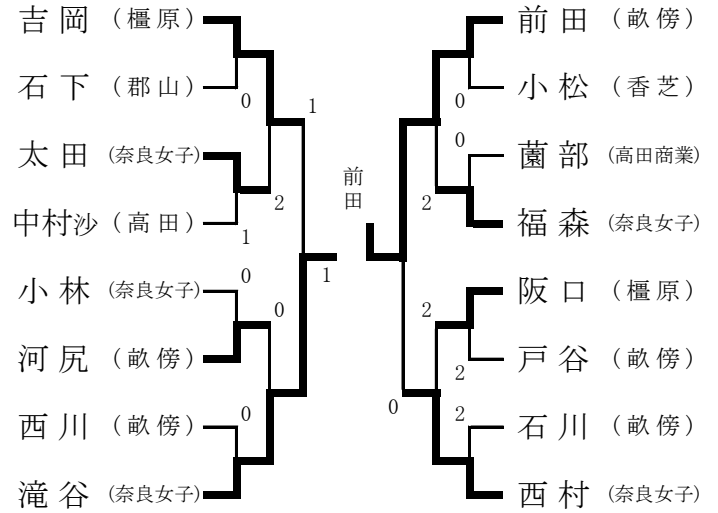 吉岡 (橿原)
石下 (郡山)
0
1
太田 (奈良女子)
2
中村沙 (高田)
1
小林 (奈良女子)
0
0
河尻 (畝傍)
西川 (畝傍)
0
滝谷 (奈良女子)
1
前田
前田 (畝傍)
小松 (香芝)
0
0
薗部 (高田商業)
2
福森 (奈良女子)
阪口 (橿原)
2
戸谷 (畝傍)
2
0
2
石川 (畝傍)
西村 (奈良女子)